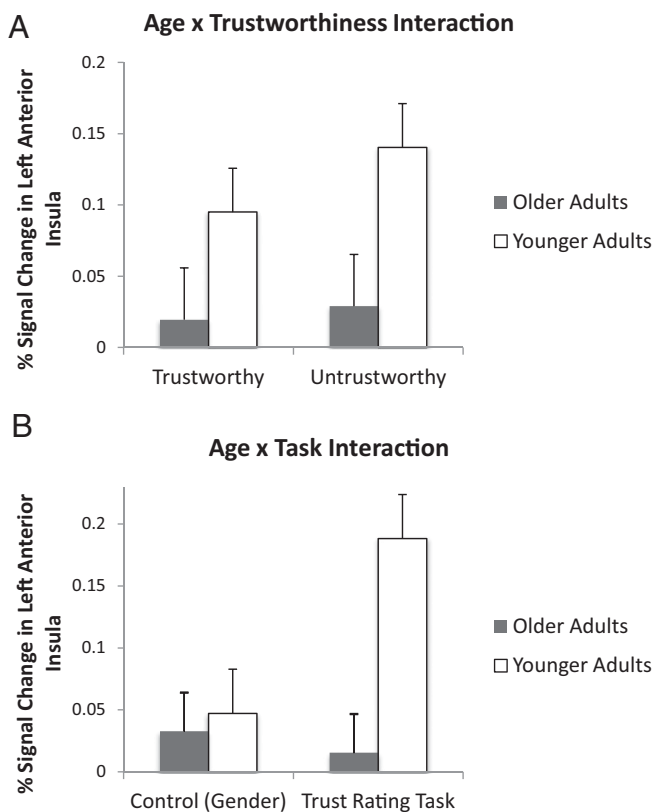 A
Age x Trustworthiness Interaction
% Signal Change in Left Anterior
Insula
0.2
0.15
0.1
0.05
0
Trustworthy
Untrustworthy
Older Adults
Younger Adults
B
Age x Task Interaction
% Signal Change in Left Anterior
Insula
0.2
0.15
0.1
0.05
0
Control (Gender)
Trust Rating Task
Older Adults
Younger Adults